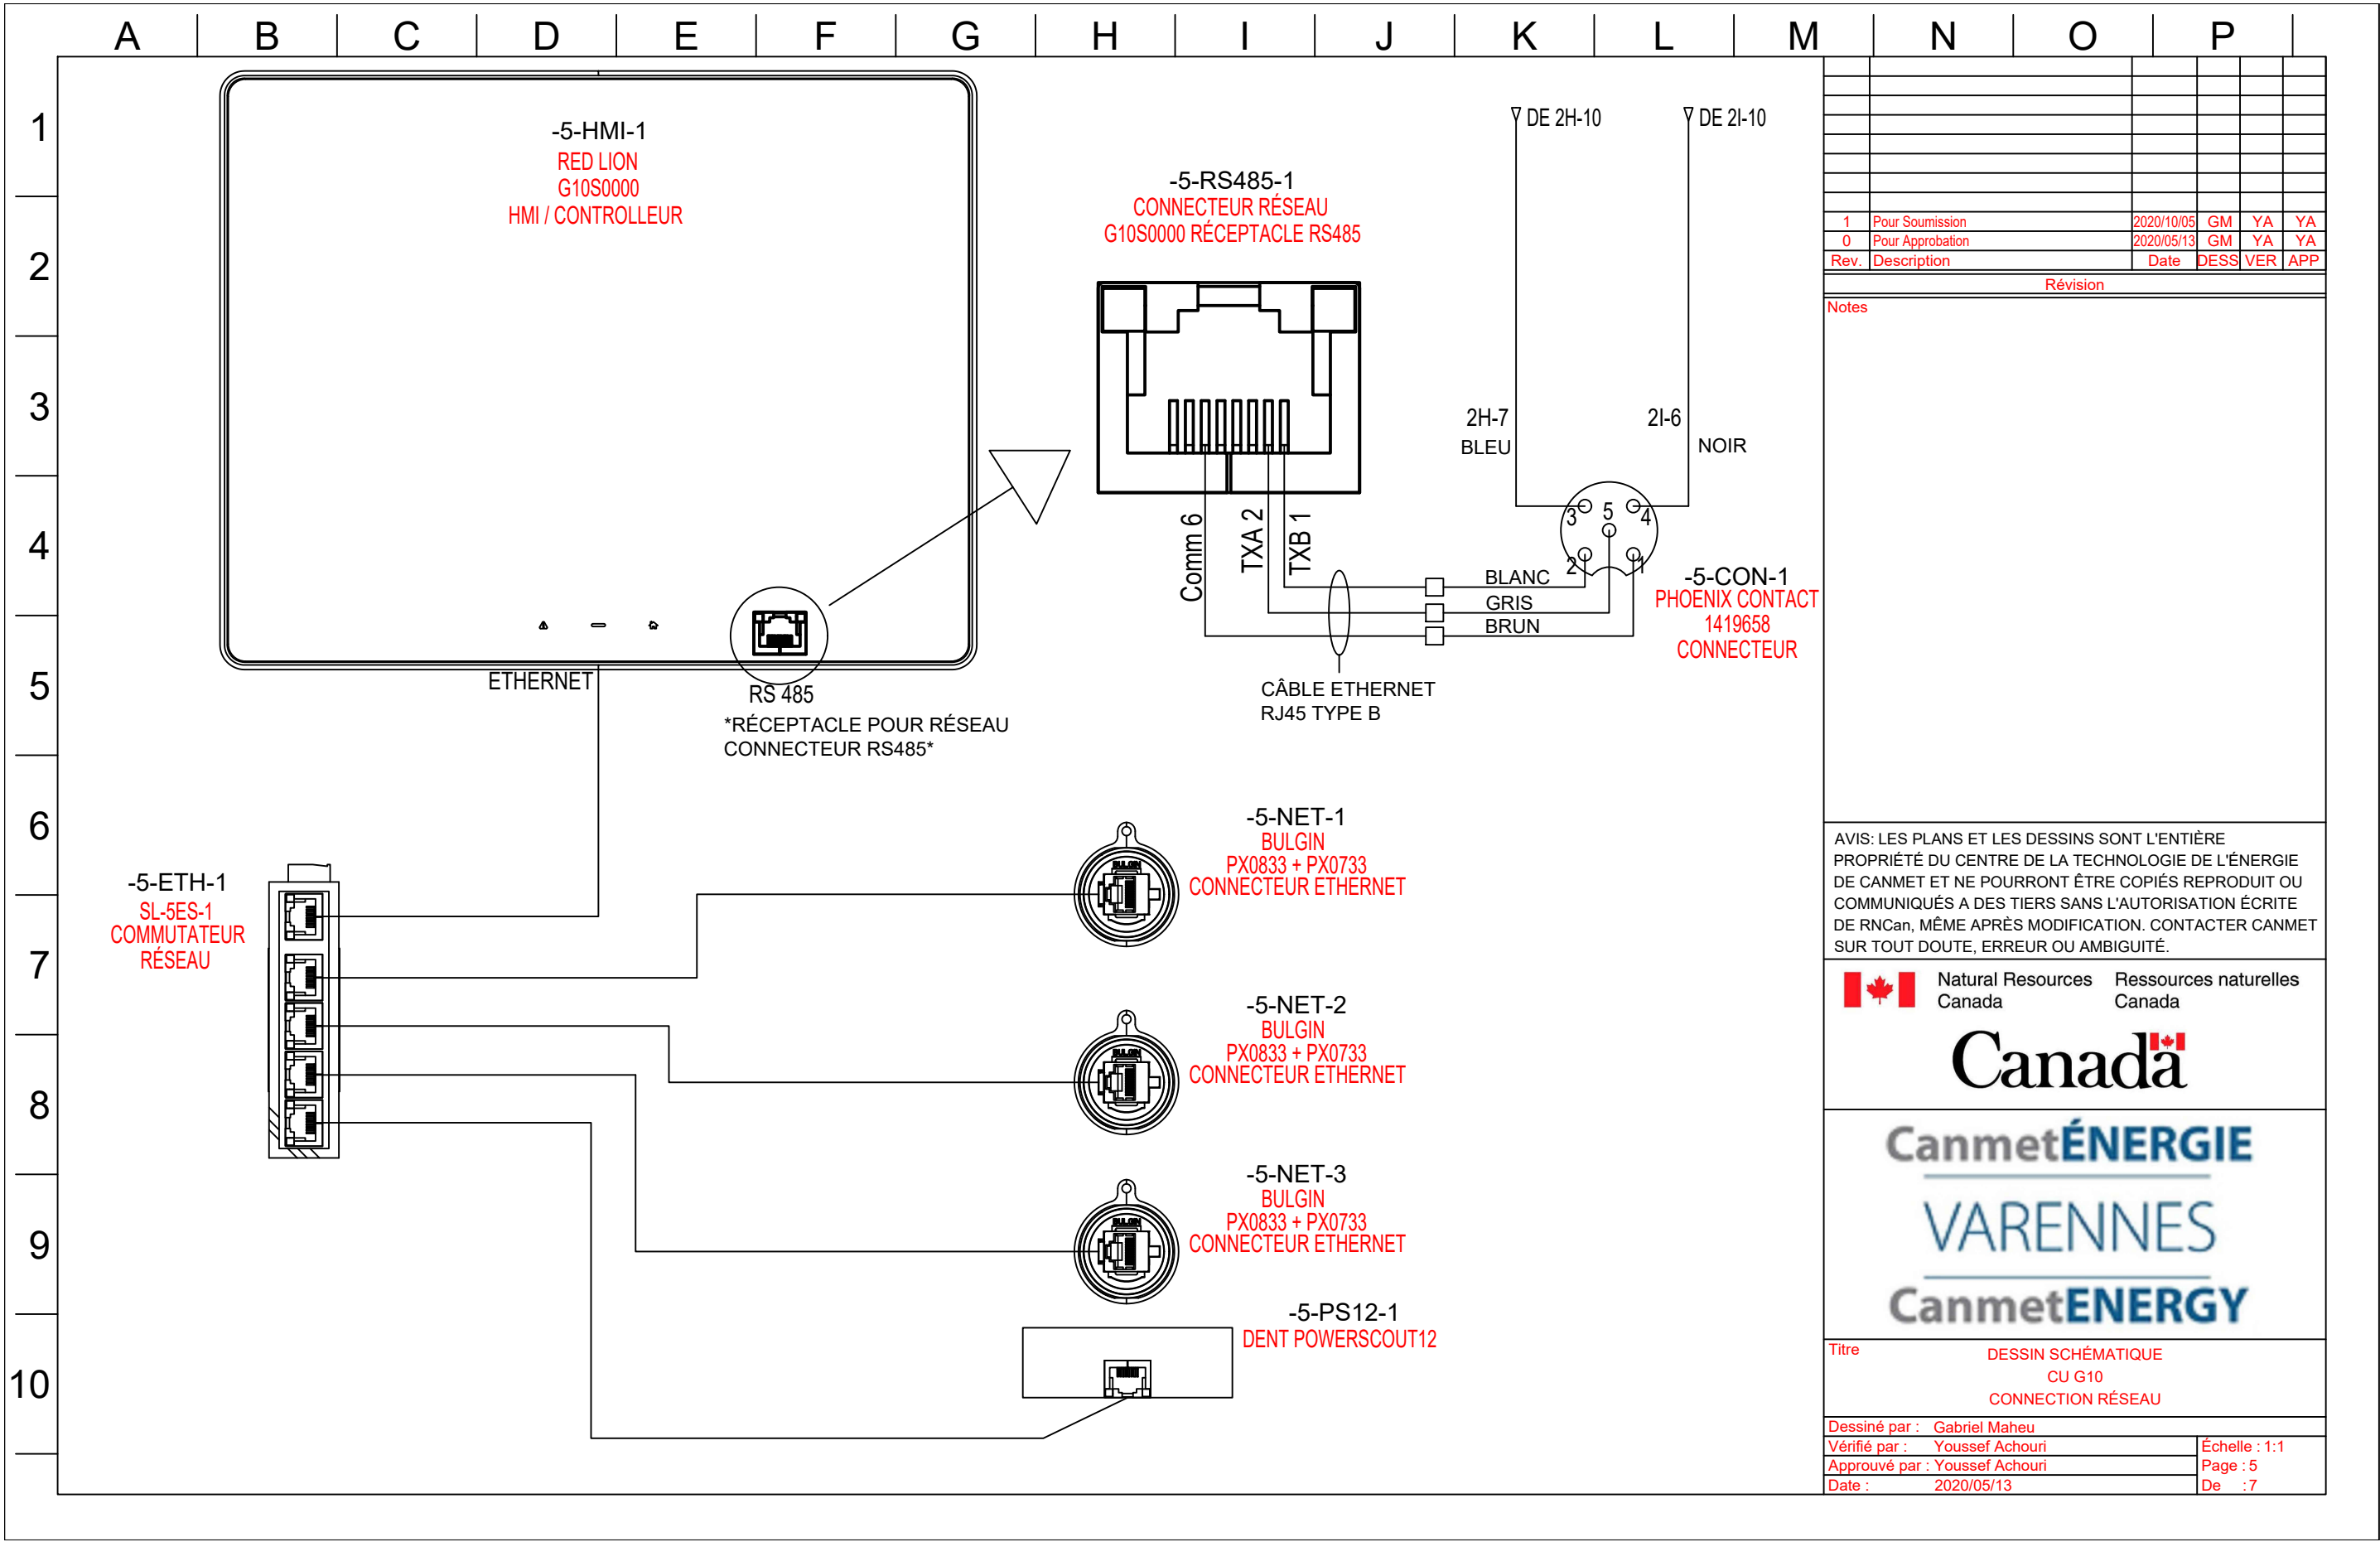 A B C D E F G H I J K L M N O P
1
2
3
4
5
6
7
8
9
10
-5-HMI-1
RED LION
G10S0000
HMI / CONTROLLEUR
ETHERNET
RS 485
*RÉCEPTACLE POUR RÉSEAU
CONNECTEUR RS485*
-5-RS485-1
CONNECTEUR RÉSEAU
G10S0000 RÉCEPTACLE RS485
Comm 6
TXA 2
TXB 1
CÂBLE ETHERNET
RJ45 TYPE B
DE 2H-10
DE 2I-10
2H-7
BLEU
2I-6
NOIR
3
5
4
2
1
BLANC
GRIS
BRUN
-5-CON-1
PHOENIX CONTACT
1419658
CONNECTEUR
-5-ETH-1
SL-5ES-1
COMMUTATEUR
RÉSEAU
-5-NET-1
BULGIN
PX0833 + PX0733
CONNECTEUR ETHERNET
BULGIN
-5-NET-2
BULGIN
PX0833 + PX0733
CONNECTEUR ETHERNET
BULGIN
-5-NET-3
BULGIN
PX0833 + PX0733
CONNECTEUR ETHERNET
BULGIN
-5-PS12-1
DENT POWERSCOUT12
1 Pour Soumission 2020/10/05 GM YA YA
0 Pour Approbation 2020/05/13 GM YA YA
Rev. Description Date DESS VER APP
Révision
Notes
AVIS: LES PLANS ET LES DESSINS SONT L'ENTIÈRE
PROPRIÉTÉ DU CENTRE DE LA TECHNOLOGIE DE L'ÉNERGIE
DE CANMET ET NE POURRONT ÊTRE COPIÉS REPRODUIT OU
COMMUNIQUÉS A DES TIERS SANS L'AUTORISATION ÉCRITE
DE RNCan, MÊME APRÈS MODIFICATION. CONTACTER CANMET
SUR TOUT DOUTE, ERREUR OU AMBIGUITÉ.
Natural Resources Ressources naturelles
Canada Canada
Canada
CanmetÉNERGIE
VARENNES
CanmetENERGY
Titre
DESSIN SCHÉMATIQUE
CU G10
CONNECTION RÉSEAU
Dessiné par : Gabriel Maheu
Vérifié par : Youssef Achouri Échelle : 1:1
Approuvé par : Youssef Achouri Page : 5
Date : 2020/05/13 De : 7